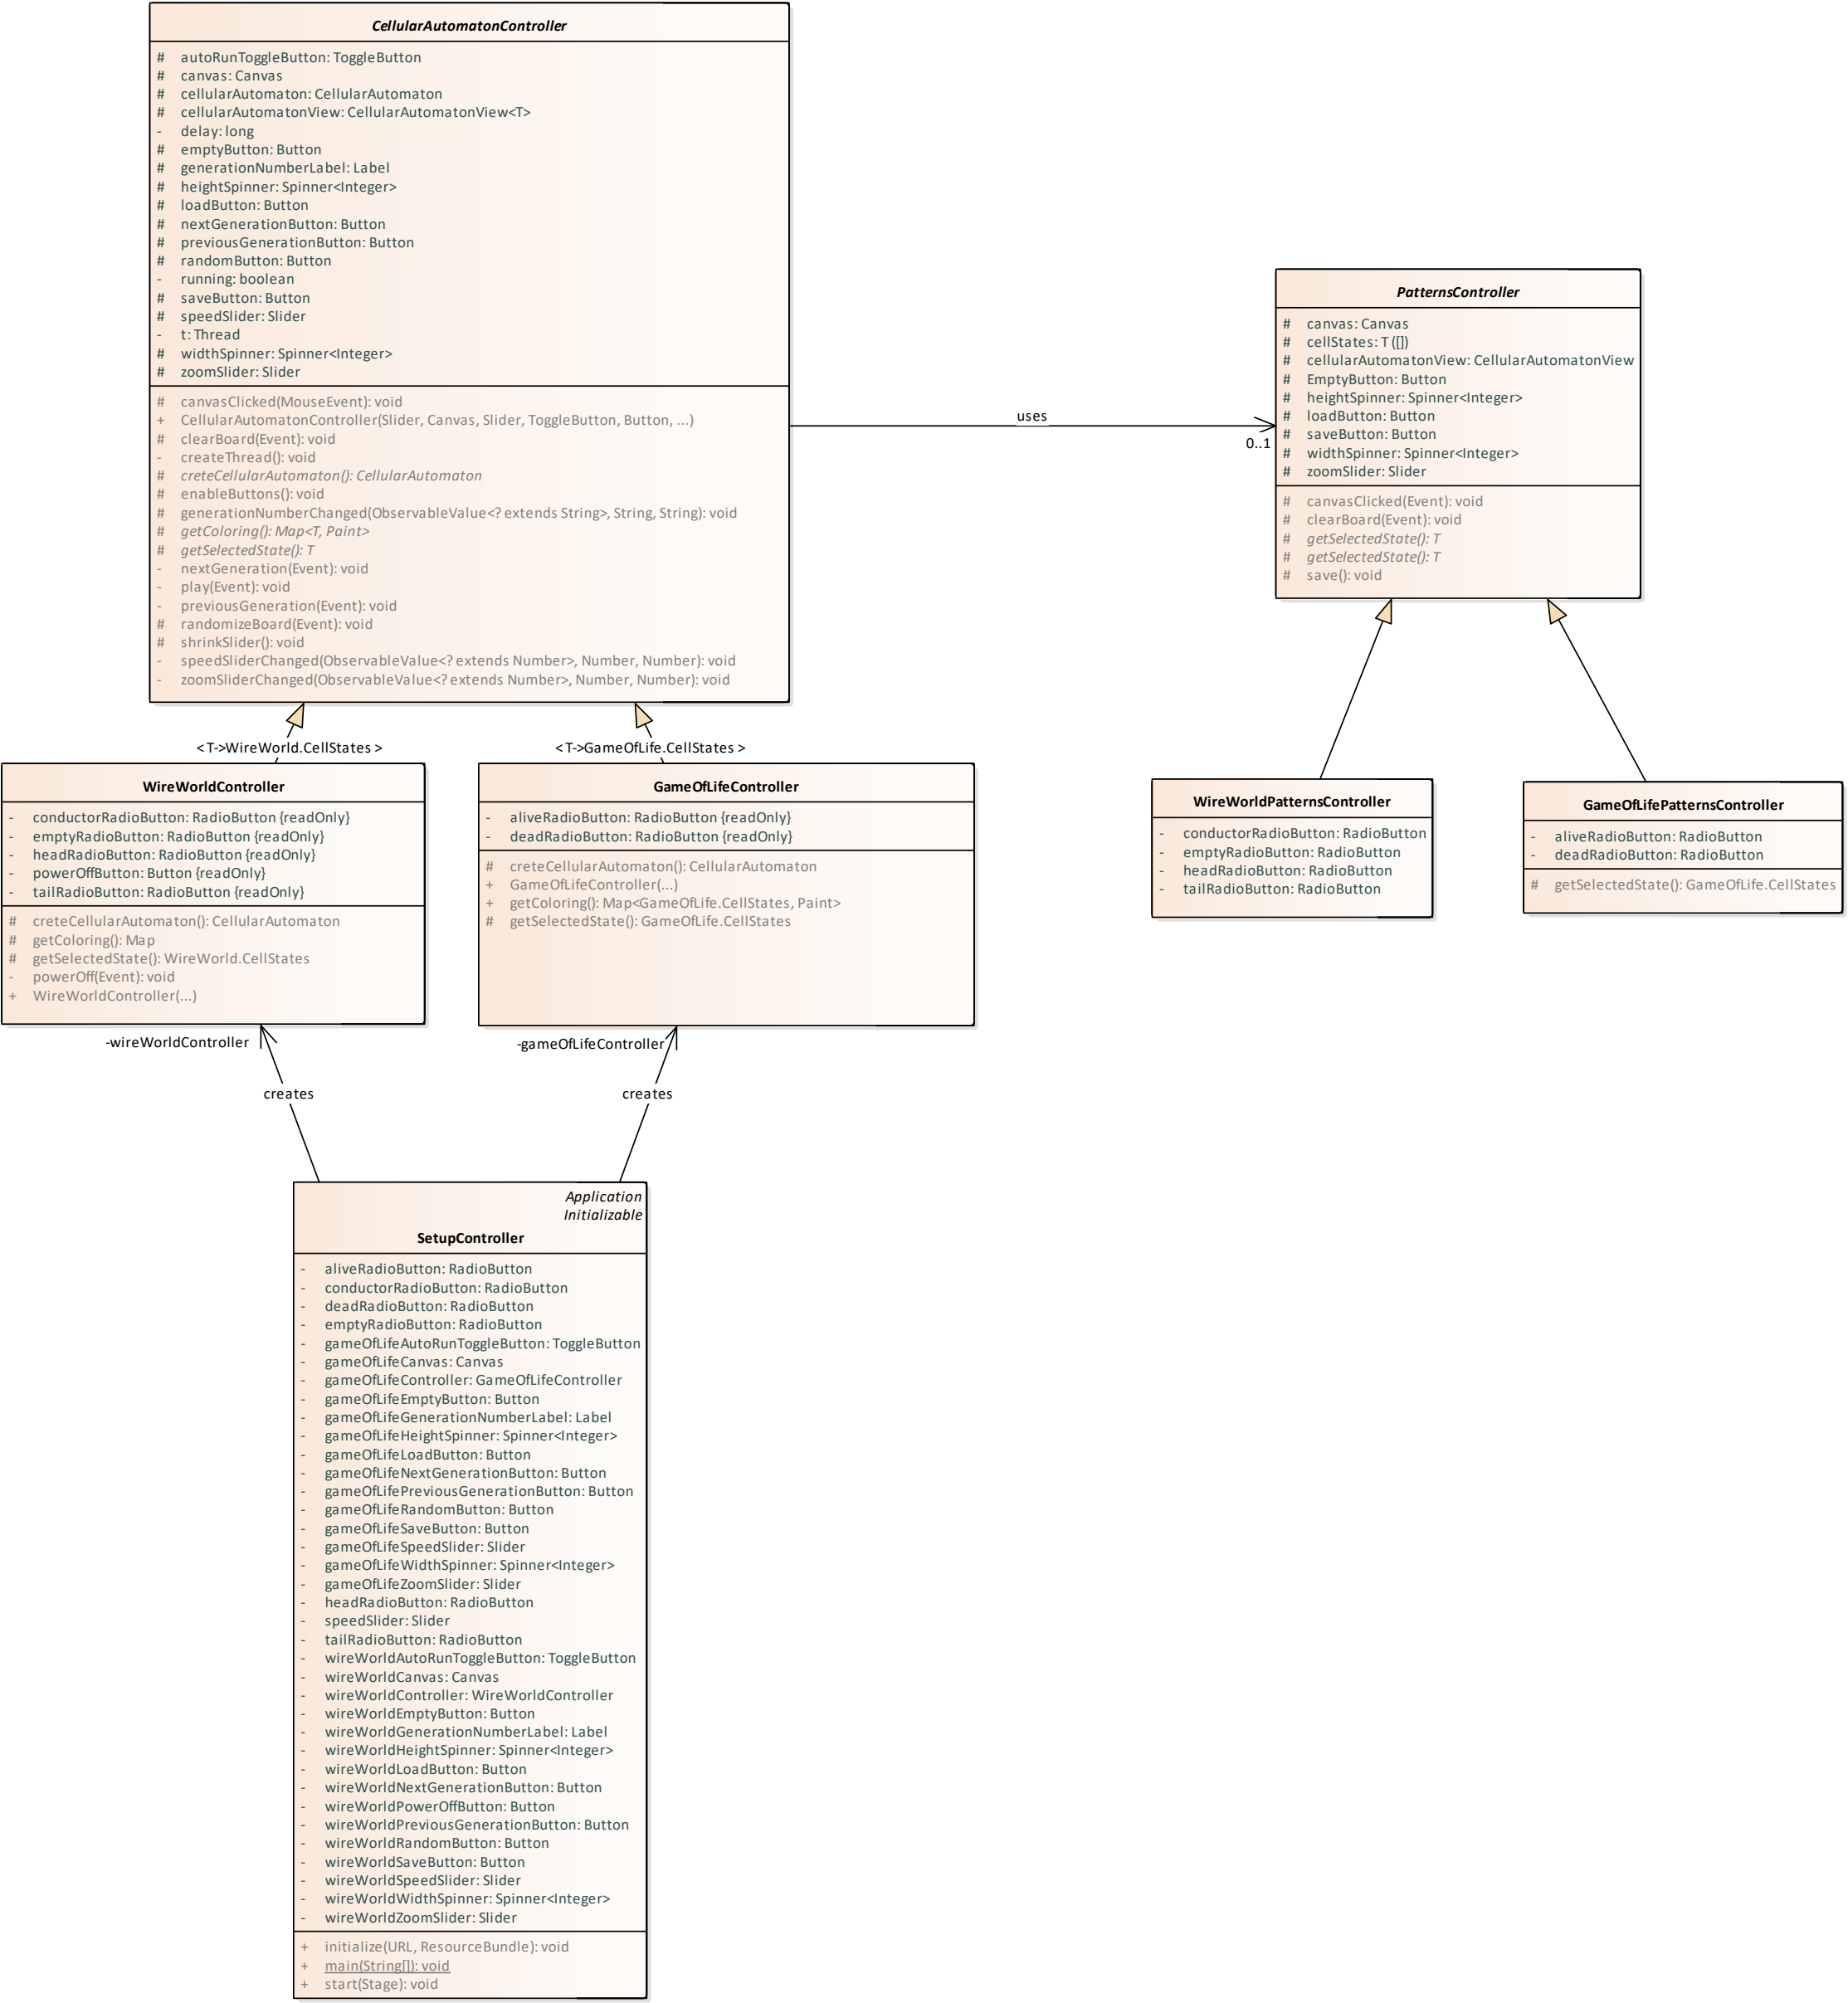 CellularAutomatonController
# autoRunToggleButton: ToggleButton
# canvas: Canvas
# cellularAutomaton: CellularAutomaton
# cellularAutomatonView: CellularAutomatonView<T>
- delay: long
# emptyButton: Button
# generationNumberLabel: Label
# heightSpinner: Spinner<Integer>
# loadButton: Button
# nextGenerationButton: Button
# previousGenerationButton: Button
# randomButton: Button
- running: boolean
# saveButton: Button
# speedSlider: Slider
- t: Thread
# widthSpinner: Spinner<Integer>
# zoomSlider: Slider
# canvasClicked(MouseEvent): void
+ CellularAutomatonController(Slider, Canvas, Slider, ToggleButton, Button, ...)
# clearBoard(Event): void
- createThread(): void
# creteCellularAutomaton(): CellularAutomaton
# enableButtons(): void
# generationNumberChanged(ObservableValue<? extends String>, String, String): void
# getColoring(): Map<T, Paint>
# getSelectedState(): T
- nextGeneration(Event): void
- play(Event): void
- previousGeneration(Event): void
# randomizeBoard(Event): void
# shrinkSlider(): void
- speedSliderChanged(ObservableValue<? extends Number>, Number, Number): void
- zoomSliderChanged(ObservableValue<? extends Number>, Number, Number): void
uses
0..1
PatternsController
# canvas: Canvas
# cellStates: T ([])
# cellularAutomatonView: CellularAutomatonView
# EmptyButton: Button
# heightSpinner: Spinner<Integer>
# loadButton: Button
# saveButton: Button
# widthSpinner: Spinner<Integer>
# zoomSlider: Slider
# canvasClicked(Event): void
# clearBoard(Event): void
# getSelectedState(): T
# getSelectedState(): T
# save(): void
< T->WireWorld.CellStates >
< T->GameOfLife.CellStates >
WireWorldController
- conductorRadioButton: RadioButton {readOnly}
- emptyRadioButton: RadioButton {readOnly}
- headRadioButton: RadioButton {readOnly}
- powerOffButton: Button {readOnly}
- tailRadioButton: RadioButton {readOnly}
# creteCellularAutomaton(): CellularAutomaton
# getColoring(): Map
# getSelectedState(): WireWorld.CellStates
- powerOff(Event): void
+ WireWorldController(...)
GameOfLifeController
- aliveRadioButton: RadioButton {readOnly}
- deadRadioButton: RadioButton {readOnly}
# creteCellularAutomaton(): CellularAutomaton
+ GameOfLifeController(...)
+ getColoring(): Map<GameOfLife.CellStates, Paint>
# getSelectedState(): GameOfLife.CellStates
WireWorldPatternsController
- conductorRadioButton: RadioButton
- emptyRadioButton: RadioButton
- headRadioButton: RadioButton
- tailRadioButton: RadioButton
GameOfLifePatternsController
- aliveRadioButton: RadioButton
- deadRadioButton: RadioButton
# getSelectedState(): GameOfLife.CellStates
-wireWorldController
-gameOfLifeController
creates
creates
Application
Initializable
SetupController
- aliveRadioButton: RadioButton
- conductorRadioButton: RadioButton
- deadRadioButton: RadioButton
- emptyRadioButton: RadioButton
- gameOfLifeAutoRunToggleButton: ToggleButton
- gameOfLifeCanvas: Canvas
- gameOfLifeController: GameOfLifeController
- gameOfLifeEmptyButton: Button
- gameOfLifeGenerationNumberLabel: Label
- gameOfLifeHeightSpinner: Spinner<Integer>
- gameOfLifeLoadButton: Button
- gameOfLifeNextGenerationButton: Button
- gameOfLifePreviousGenerationButton: Button
- gameOfLifeRandomButton: Button
- gameOfLifeSaveButton: Button
- gameOfLifeSpeedSlider: Slider
- gameOfLifeWidthSpinner: Spinner<Integer>
- gameOfLifeZoomSlider: Slider
- headRadioButton: RadioButton
- speedSlider: Slider
- tailRadioButton: RadioButton
- wireWorldAutoRunToggleButton: ToggleButton
- wireWorldCanvas: Canvas
- wireWorldController: WireWorldController
- wireWorldEmptyButton: Button
- wireWorldGenerationNumberLabel: Label
- wireWorldHeightSpinner: Spinner<Integer>
- wireWorldLoadButton: Button
- wireWorldNextGenerationButton: Button
- wireWorldPowerOffButton: Button
- wireWorldPreviousGenerationButton: Button
- wireWorldRandomButton: Button
- wireWorldSaveButton: Button
- wireWorldSpeedSlider: Slider
- wireWorldWidthSpinner: Spinner<Integer>
- wireWorldZoomSlider: Slider
+ initialize(URL, ResourceBundle): void
+ main(String[]): void
+ start(Stage): void